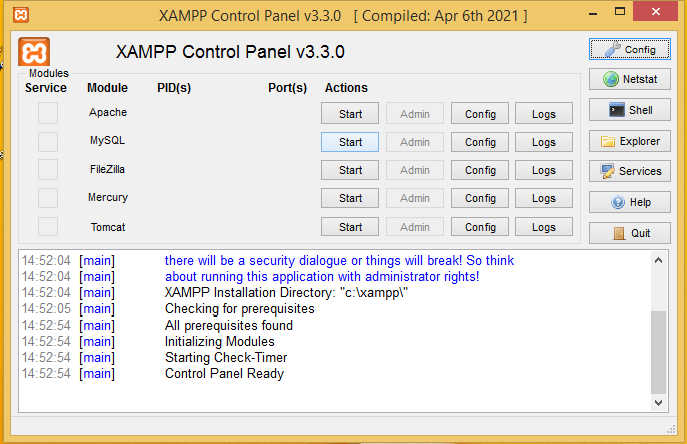 XAMPP Control Panel v3.3.0 [ Compiled: Apr 6th 2021 ]
XAMPP Control Panel v3.3.0
Config
Modules
Service Module PID(s) Port(s) Actions
Netstat
Apache Start Admin Config Logs
Shell
MySQL Start Admin Config Logs
Explorer
FileZilla Start Admin Config Logs
Services
Mercury Start Admin Config Logs
Help
Tomcat Start Admin Config Logs
Quit
14:52:04 [main] there will be a security dialogue or things will break! So think
14:52:04 [main] about running this application with administrator rights!
14:52:04 [main] XAMPP Installation Directory: "c:\xampp\"
14:52:05 [main] Checking for prerequisites
14:52:54 [main] All prerequisites found
14:52:54 [main] Initializing Modules
14:52:54 [main] Starting Check-Timer
14:52:54 [main] Control Panel Ready